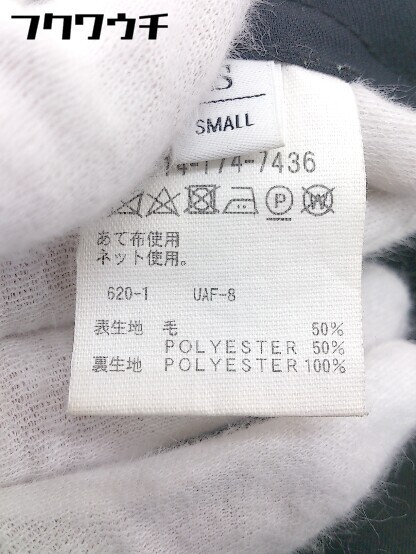 フクワウチ
S
SMALL
14-174-7436
P W
あて布使用
ネット使用。
620-1 UAF-8
表生地 毛 50%
POLYESTER 50%
裏生地 POLYESTER 100%